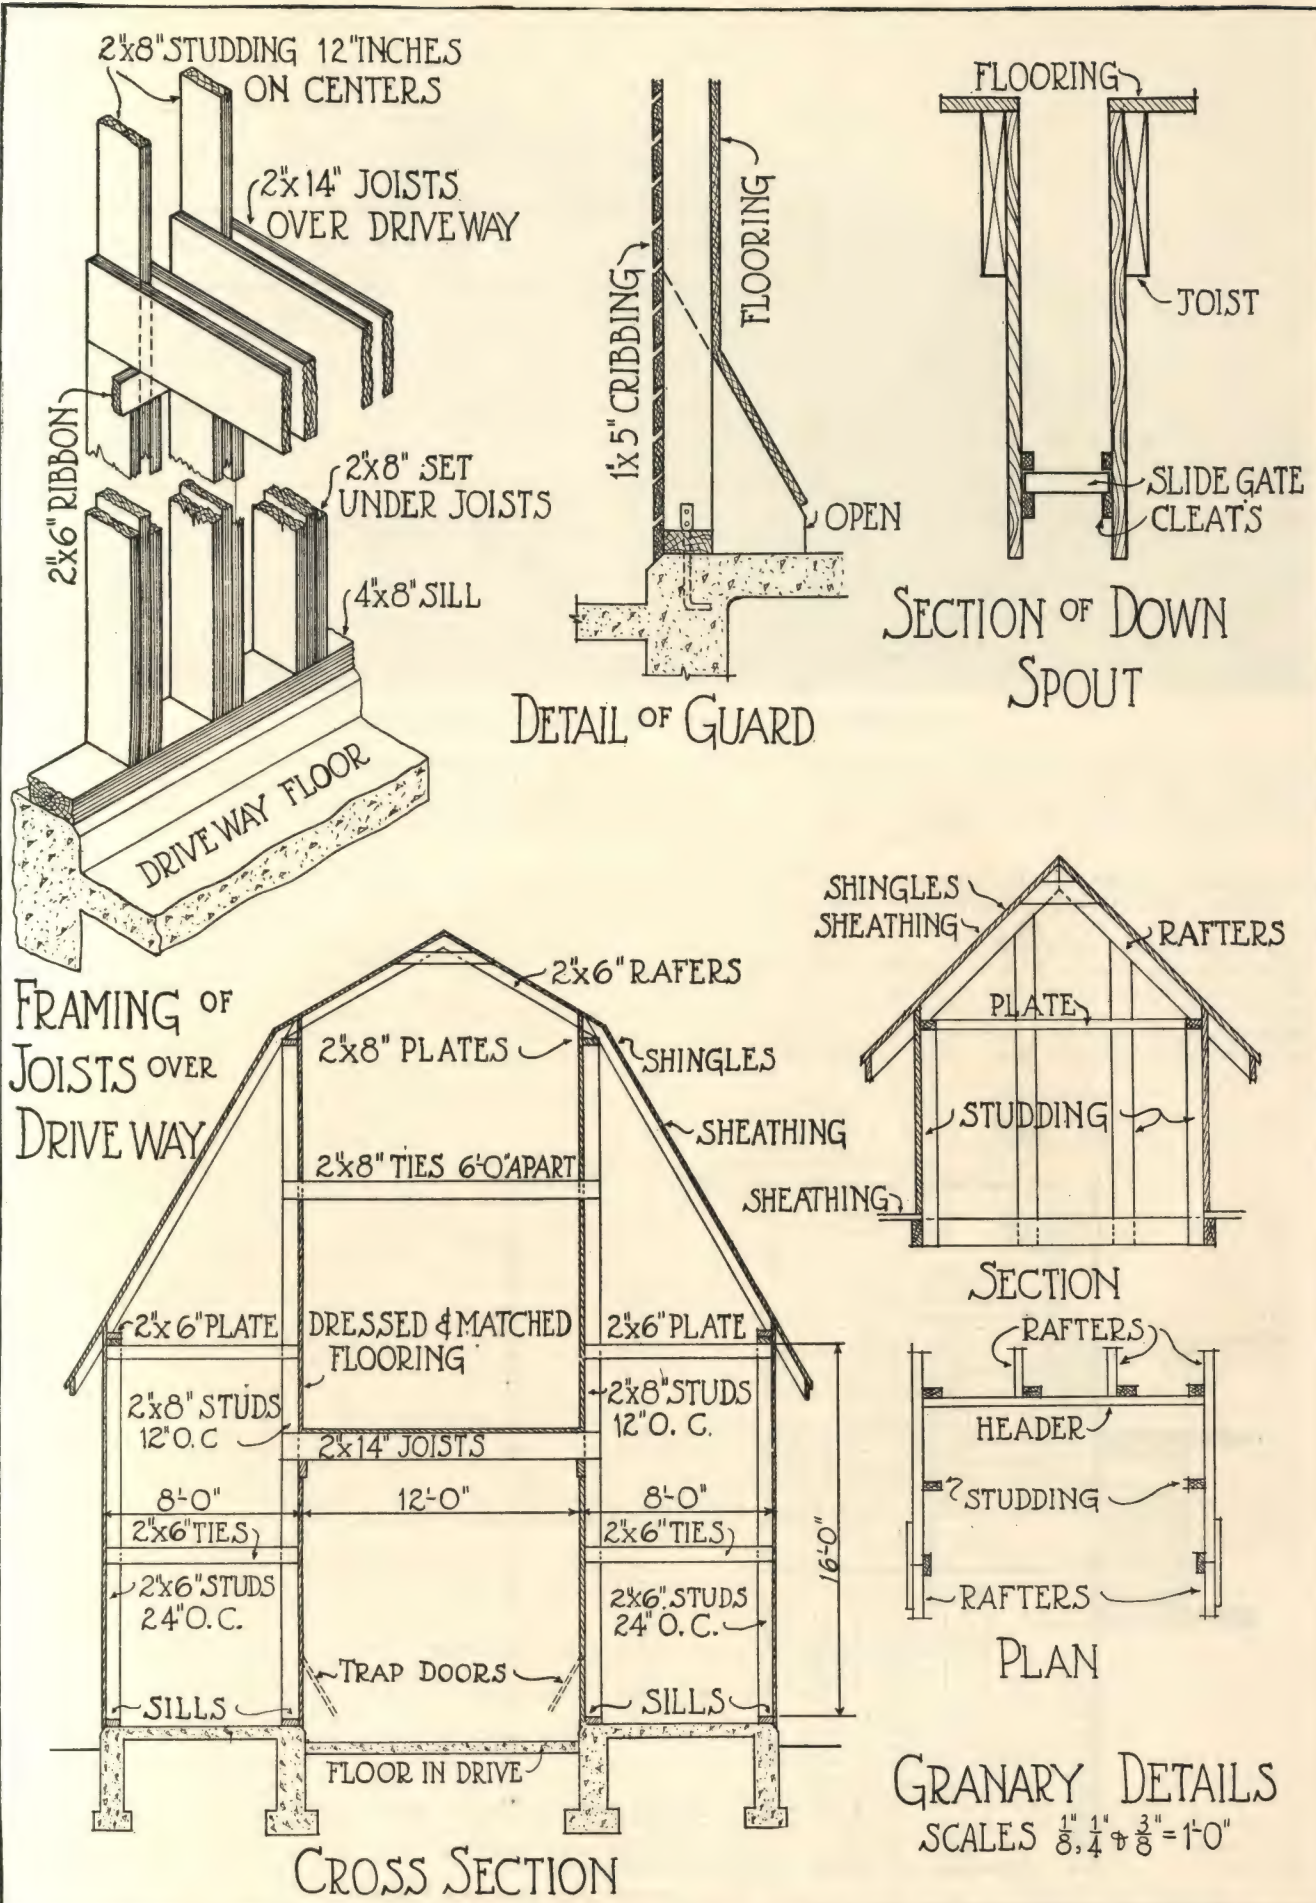 2"x8" STUDDING 12" INCHES
ON CENTERS
2"x14" JOISTS
OVER DRIVEWAY
2"x6" RIBBON
2"x8" SET
UNDER JOISTS
4"x8" SILL
DRIVEWAY FLOOR
FRAMING OF
JOISTS OVER
DRIVE WAY
1"x5" CRIBBING
FLOORING
OPEN
DETAIL OF GUARD
FLOORING
JOIST
SLIDE GATE
CLEATS
SECTION OF DOWN
SPOUT
2"x6" RAFERS
2"x8" PLATES
SHINGLES
SHEATHING
2"x8" TIES 6'-0" APART
2"x6" PLATE
DRESSED & MATCHED
FLOORING
2"x6" PLATE
2"x8" STUDS
12" O.C
2"x8" STUDS
12" O.C.
2"x14" JOISTS
8'-0"
12'-0"
8'-0"
2"x6" TIES
2"x6" TIES
16'-0"
2"x6" STUDS
24" O.C.
2"x6" STUDS
24" O.C.
TRAP DOORS
SILLS
SILLS
FLOOR IN DRIVE
CROSS SECTION
SHINGLES
SHEATHING
RAFTERS
PLATE
STUDDING
SHEATHING
SECTION
RAFTERS
HEADER
STUDDING
RAFTERS
PLAN
GRANARY DETAILS
SCALES 1/8", 1/4" & 3/8" = 1'-0"